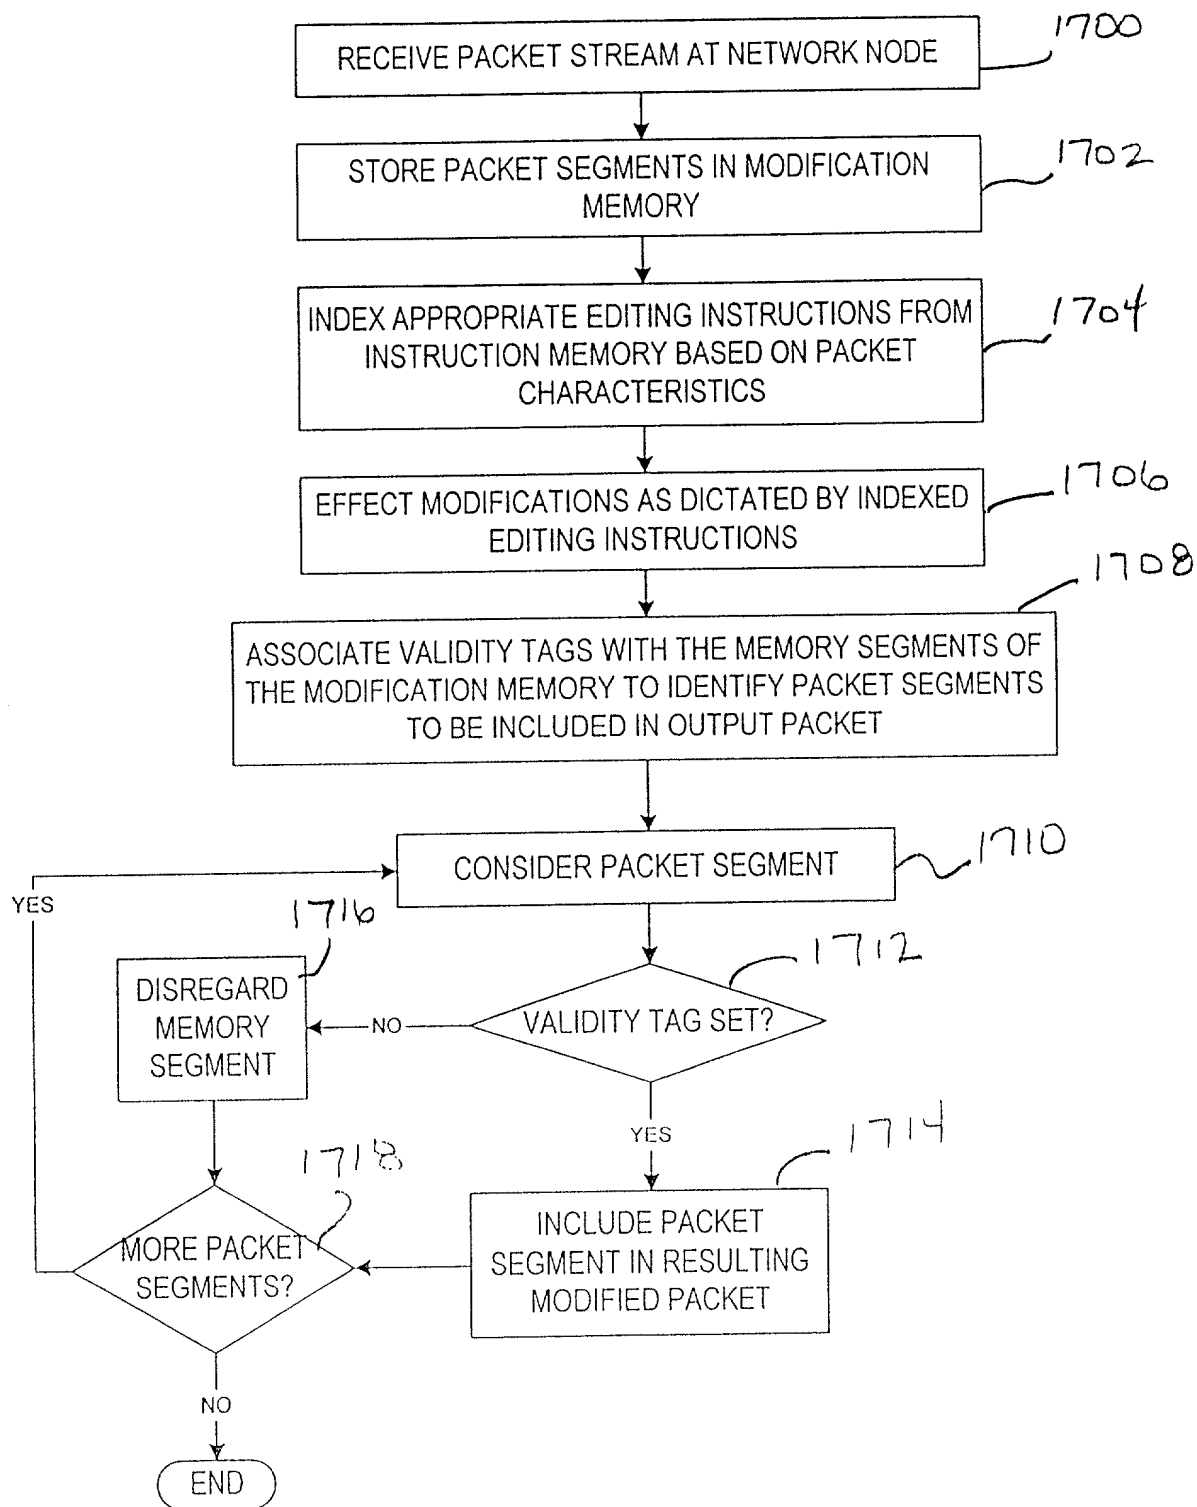 RECEIVE PACKET STREAM AT NETWORK NODE
1700
STORE PACKET SEGMENTS IN MODIFICATION
MEMORY
1702
INDEX APPROPRIATE EDITING INSTRUCTIONS FROM
INSTRUCTION MEMORY BASED ON PACKET
CHARACTERISTICS
1704
EFFECT MODIFICATIONS AS DICTATED BY INDEXED
EDITING INSTRUCTIONS
1706
1708
ASSOCIATE VALIDITY TAGS WITH THE MEMORY SEGMENTS OF
THE MODIFICATION MEMORY TO IDENTIFY PACKET SEGMENTS
TO BE INCLUDED IN OUTPUT PACKET
CONSIDER PACKET SEGMENT
1710
YES
1716
1712
DISREGARD
MEMORY
SEGMENT
NO
VALIDITY TAG SET?
YES
1714
1718
MORE PACKET
SEGMENTS?
INCLUDE PACKET
SEGMENT IN RESULTING
MODIFIED PACKET
NO
END